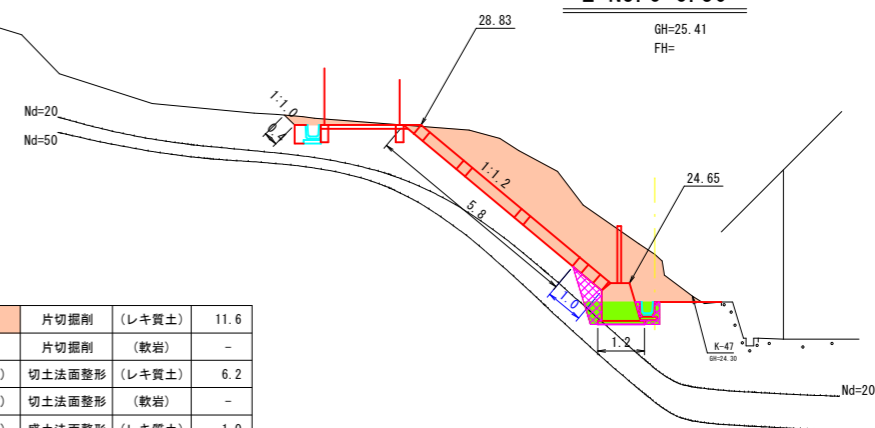 28.83
GH=25.41
FH=
1:1.0
0.4
Nd=20
Nd=50
1:1.2
5.8
24.65
1.0
1.2
K-47
GH=24.30
Nd=20
片切掘削 (レキ質土) 11.6
片切掘削 (軟岩) -
) 切土法面整形 (レキ質土) 6.2
) 切土法面整形 (軟岩) -